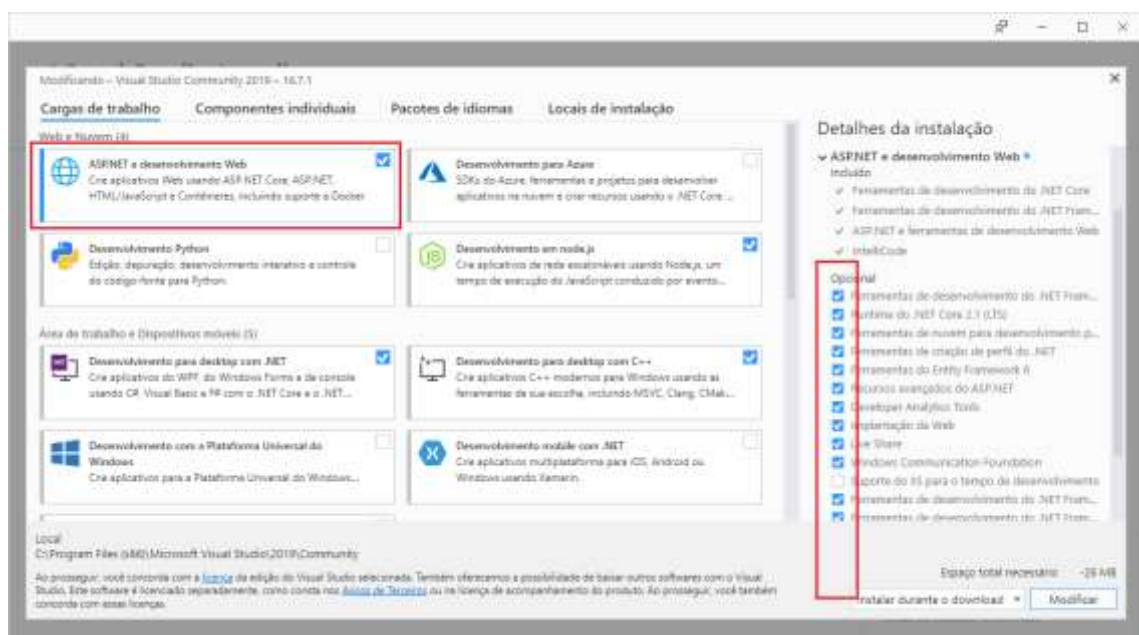 Modificando – Visual Studio Community 2019 – 16.7.1
Cargas de trabalho Componentes individuais Pacotes de idiomas Locais de instalação
Web e Nuvem (4)
ASP.NET e desenvolvimento Web
Crie aplicativos Web usando ASP.NET Core, ASP.NET,
HTML/JavaScript e Contêineres, incluindo suporte a Docker
Desenvolvimento para Azure
SDKs do Azure, ferramentas e projetos para desenvolver
aplicativos na nuvem e criar recursos usando o .NET Core ...
Desenvolvimento Python
Edição, depuração, desenvolvimento interativo e controle
do código-fonte para Python.
Desenvolvimento em node.js
Crie aplicativos de rede escalonáveis usando Node.js, um
tempo de execução do JavaScript conduzido por evento...
Área de trabalho e Dispositivos móveis (5)
Desenvolvimento para desktop com .NET
Crie aplicativos do WPF, do Windows Forms e de console
usando C#, Visual Basic e F# com o .NET Core e o .NET...
Desenvolvimento para desktop com C++
Crie aplicativos C++ modernos para Windows usando as
ferramentas de sua escolha, incluindo MSVC, Clang, CMak...
Desenvolvimento com a Plataforma Universal do
Windows
Crie aplicativos para a Plataforma Universal do Windows...
Desenvolvimento mobile com .NET
Crie aplicativos multiplataforma para iOS, Android ou
Windows usando Xamarin.
Local
C:\Program Files (x86)\Microsoft Visual Studio\2019\Community
Ao prosseguir, você concorda com a licença da edição do Visual Studio selecionada. Também oferecemos a possibilidade de baixar outros softwares com o Visual
Studio. Este software é licenciado separadamente, como consta nos Avisos de Terceiros ou na licença de acompanhamento do produto. Ao prosseguir, você também
concorda com essas licenças.
Detalhes da instalação
ASP.NET e desenvolvimento Web
Incluído
Ferramentas de desenvolvimento do .NET Core
Ferramentas de desenvolvimento do .NET Fram...
ASP.NET e ferramentas de desenvolvimento Web
IntelliCode
Opcional
Ferramentas de desenvolvimento do .NET Fram...
Runtime do .NET Core 2.1 (LTS)
Ferramentas de nuvem para desenvolvimento p...
Ferramentas de criação de perfil do .NET
Ferramentas do Entity Framework 6
Recursos avançados do ASP.NET
Developer Analytics Tools
Implantação da Web
Live Share
Windows Communication Foundation
Suporte do IIS para o tempo de desenvolvimento
Ferramentas de desenvolvimento do .NET Fram...
Ferramentas de desenvolvimento do .NET Fram...
Espaço total necessário -28 MB
Instalar durante o download Modificar